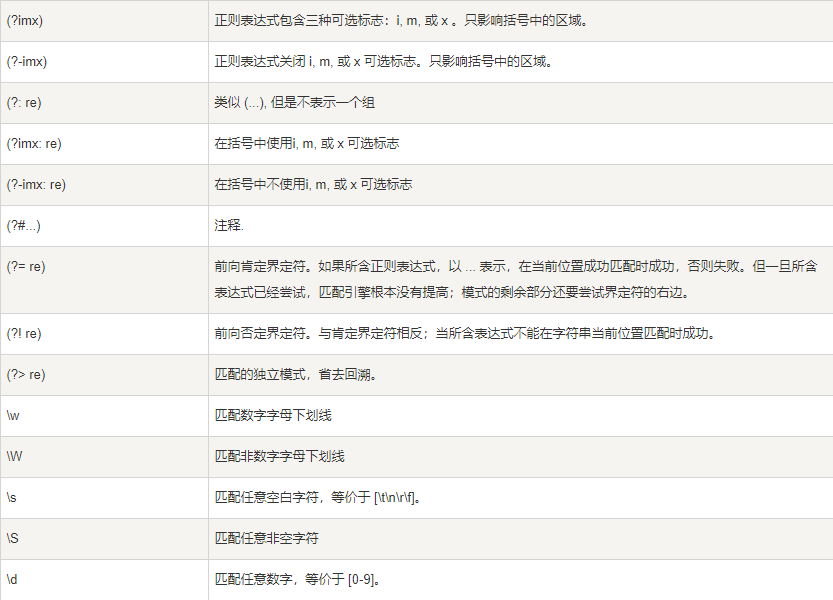 (?imx) 正则表达式包含三种可选标志：i, m, 或 x 。只影响括号中的区域。
(?-imx) 正则表达式关闭 i, m, 或 x 可选标志。只影响括号中的区域。
(?: re) 类似 (...), 但是不表示一个组
(?imx: re) 在括号中使用i, m, 或 x 可选标志
(?-imx: re) 在括号中不使用i, m, 或 x 可选标志
(?#...) 注释.
(?= re) 前向肯定界定符。如果所含正则表达式，以 ... 表示，在当前位置成功匹配时成功，否则失败。但一旦所含
表达式已经尝试，匹配引擎根本没有提高；模式的剩余部分还要尝试界定符的右边。
(?! re) 前向否定界定符。与肯定界定符相反；当所含表达式不能在字符串当前位置匹配时成功。
(?> re) 匹配的独立模式，省去回溯。
\w 匹配数字字母下划线
\W 匹配非数字字母下划线
\s 匹配任意空白字符，等价于 [\t\n\r\f]。
\S 匹配任意非空字符
\d 匹配任意数字，等价于 [0-9]。